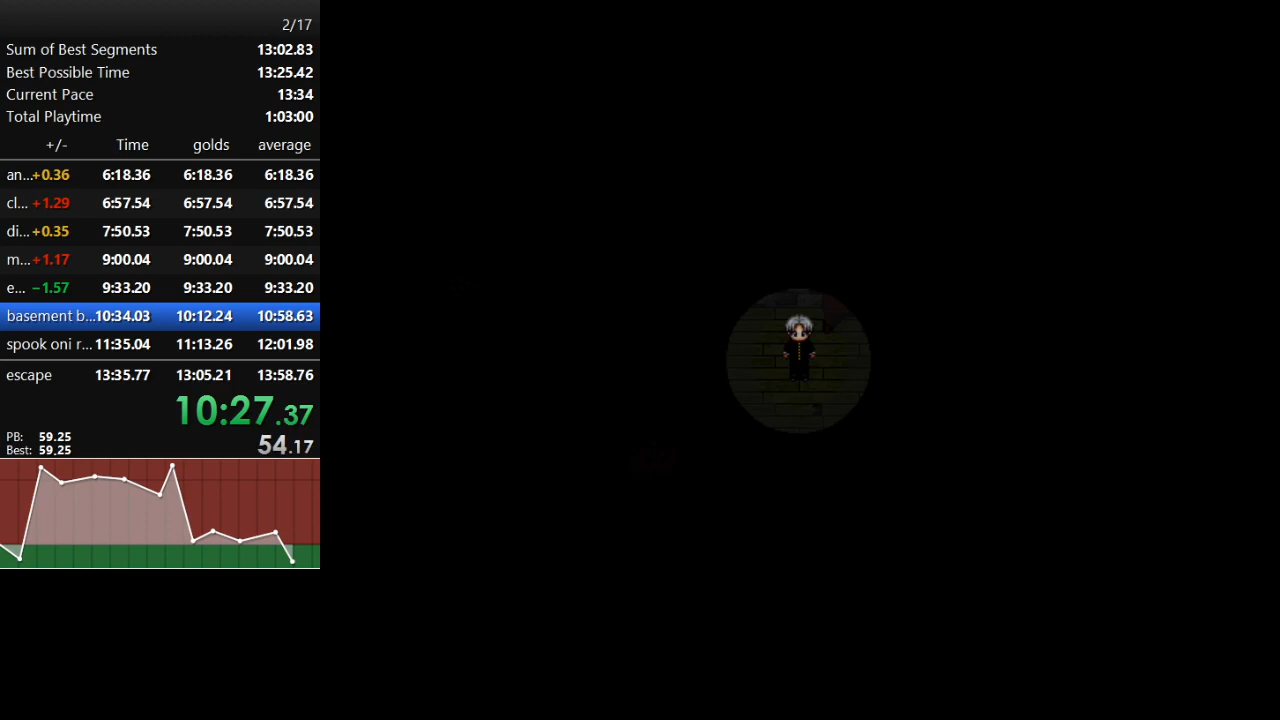 2/17
Sum of Best Segments 13:02.83
Best Possible Time 13:25.42
Current Pace 13:34
Total Playtime 1:03:00
+/- Time golds average
an... +0.36 6:18.36 6:18.36 6:18.36
cl... +1.29 6:57.54 6:57.54 6:57.54
di... +0.35 7:50.53 7:50.53 7:50.53
m... +1.17 9:00.04 9:00.04 9:00.04
e... −1.57 9:33.20 9:33.20 9:33.20
basement b... 10:34.03 10:12.24 10:58.63
spook oni r... 11:35.04 11:13.26 12:01.98
escape 13:35.77 13:05.21 13:58.76
10:27.37
PB: 59.25 54.17
Best: 59.25